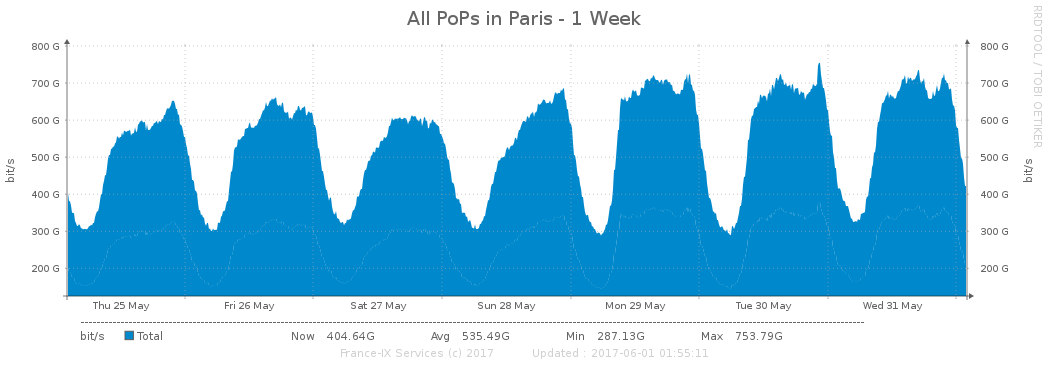 All PoPs in Paris - 1 Week
RRDTOOL / TOBI OETIKER
800 G 800 G
700 G 700 G
600 G 600 G
500 G 500 G
400 G 400 G
300 G 300 G
200 G 200 G
bit/s bit/s
Thu 25 May Fri 26 May Sat 27 May Sun 28 May Mon 29 May Tue 30 May Wed 31 May
bit/s Total Now 404.64G Avg 535.49G Min 287.13G Max 753.79G
France-IX Services (c) 2017 Updated : 2017-06-01 01:55:11